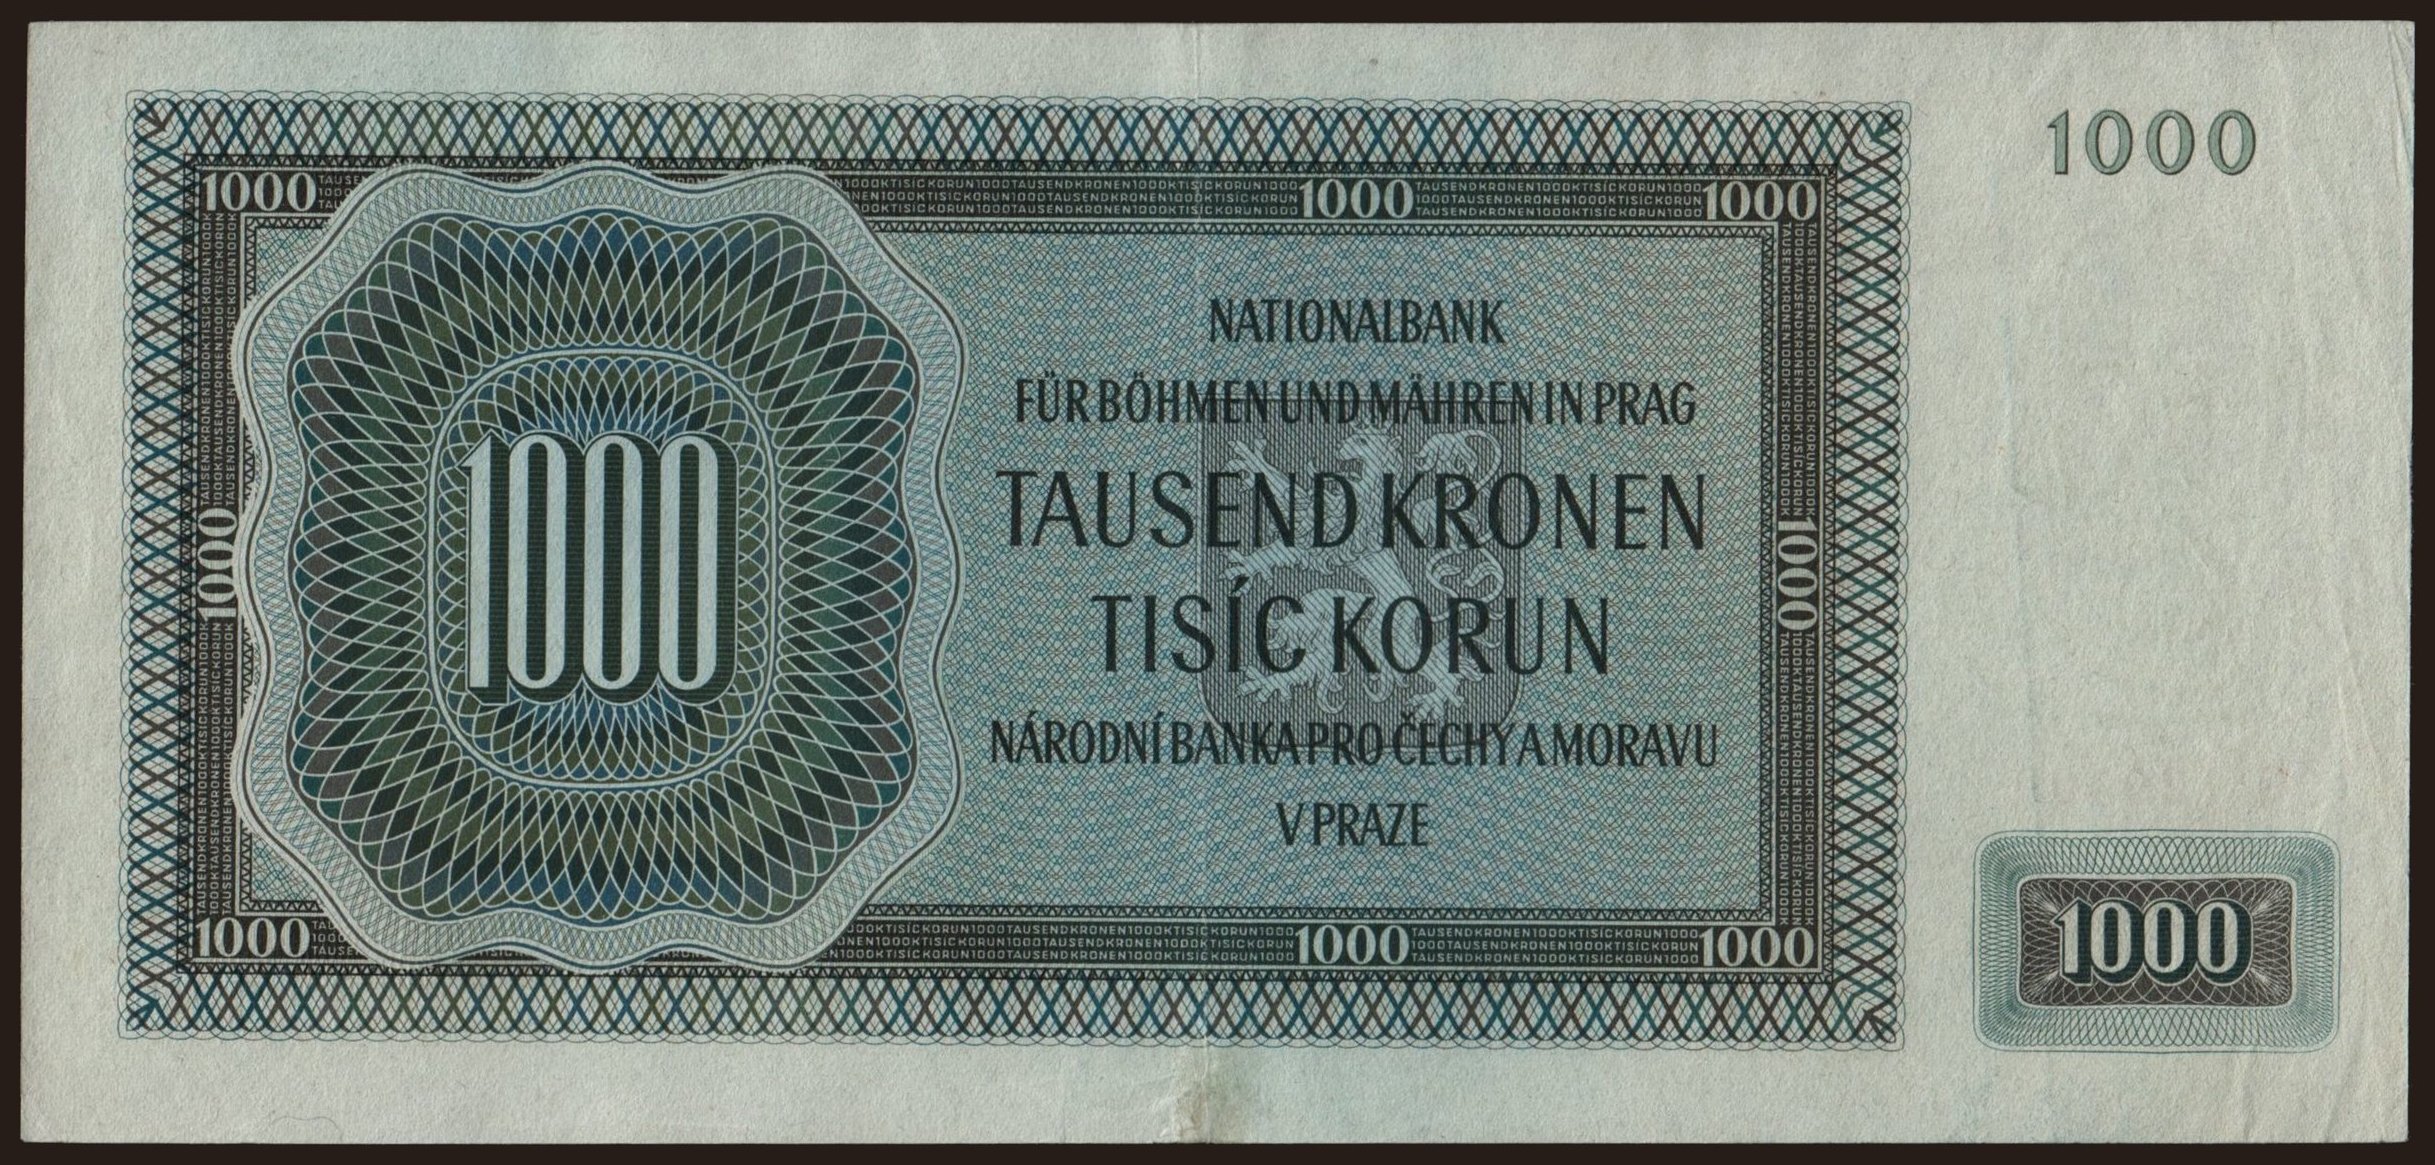 1000
1000 1000 1000
NATIONALBANK
FÜR BÖHMEN UND MÄHREN IN PRAG
TAUSEND KRONEN
1000
1000
1000
TISÍC KORUN
NÁRODNÍ BANKA PRO ČECHY A MORAVU
V PRAZE
1000 1000 1000
1000